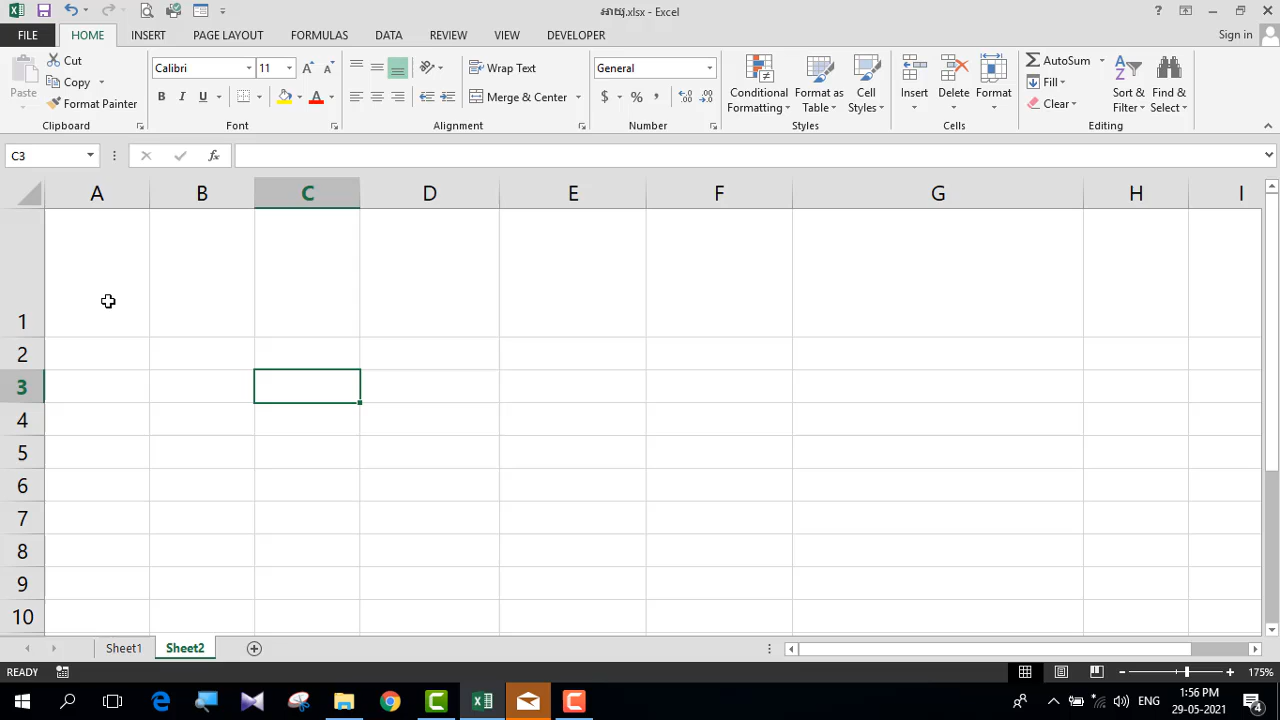 .xlsx - Excel
?
FILE
HOME
INSERT
PAGE LAYOUT
FORMULAS
DATA
REVIEW
VIEW
DEVELOPER
Sign in
Paste
Cut
Copy
Format Painter
Clipboard
Calibri
11
B I U
A
Font
Wrap Text
Merge & Center
Alignment
General
$ % ,
Number
Conditional Formatting
Format as Table
Cell Styles
Styles
Insert
Delete
Format
Cells
AutoSum
Fill
Clear
Sort & Filter
Find & Select
Editing
C3
fx
A B C D E F G H I
1
2
3
4
5
6
7
8
9
10
Sheet1
Sheet2
READY
175%
ENG
1:56 PM
29-05-2021
4